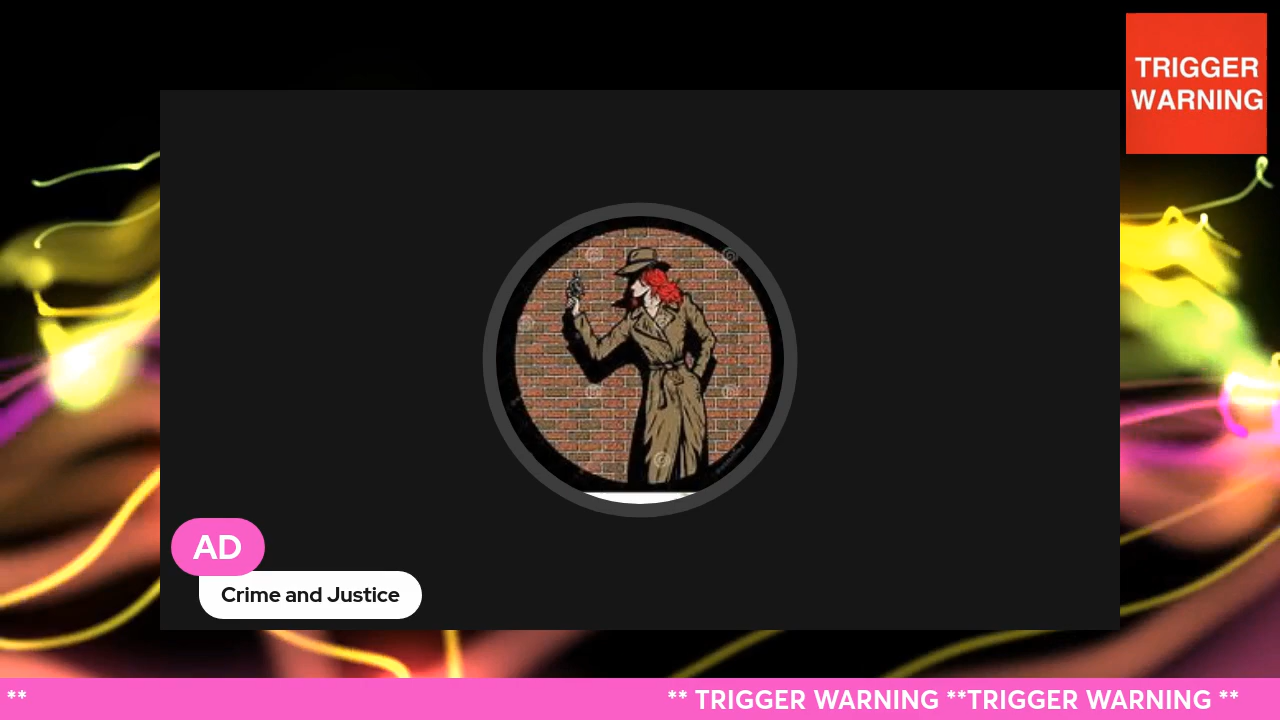 TRIGGER
WARNING
AD
Crime and Justice
**
** TRIGGER WARNING **TRIGGER WARNING **